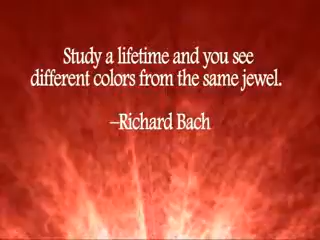 Study a lifetime and you see
different colors from the same jewel.
–Richard Bach